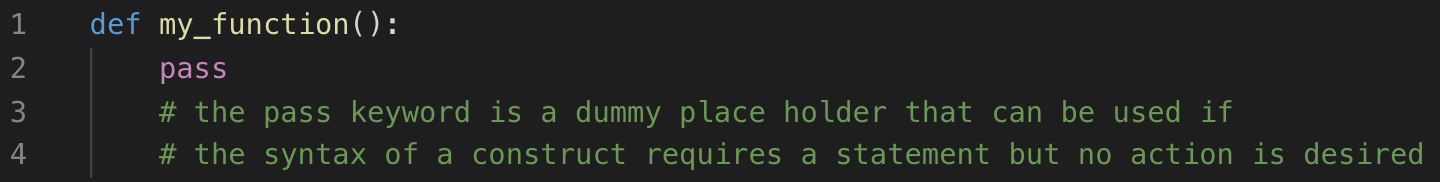 1 def my_function():
2 pass
3 # the pass keyword is a dummy place holder that can be used if
4 # the syntax of a construct requires a statement but no action is desired